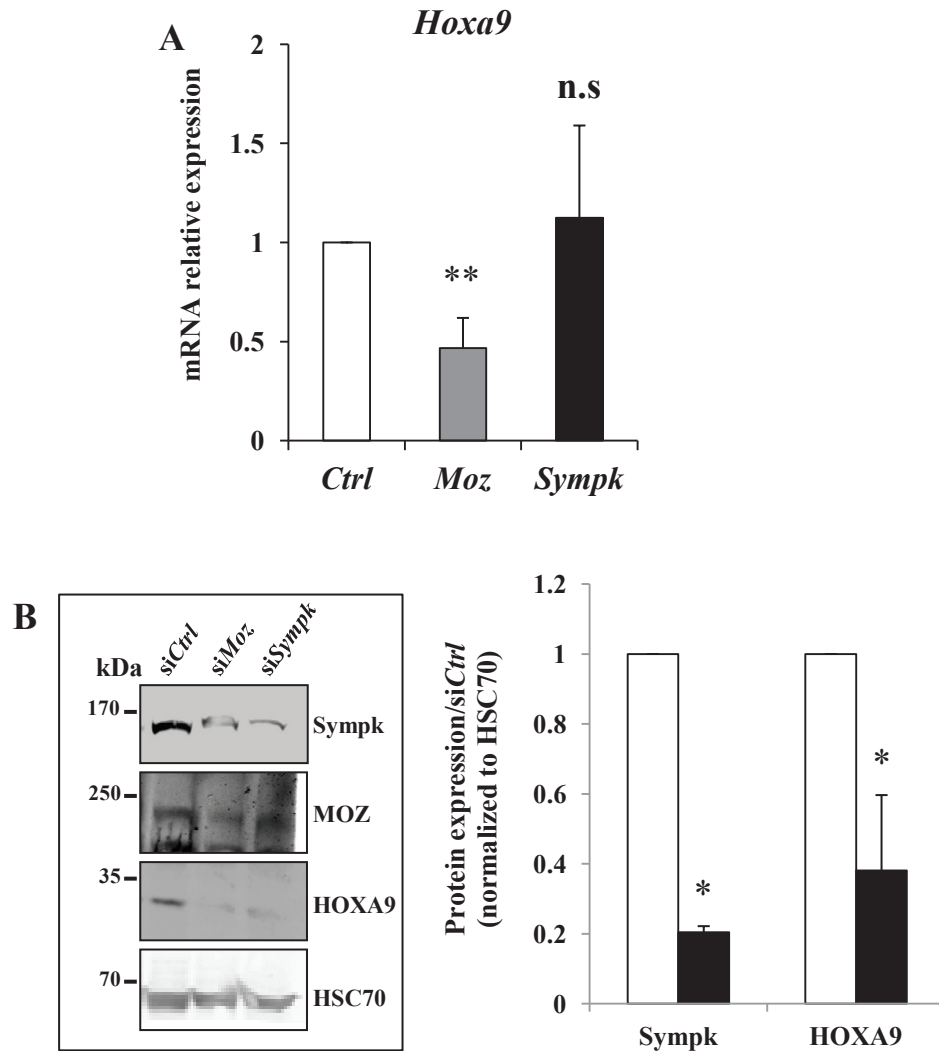 A
Hoxa9
mRNA relative expression
2
1.5
1
0.5
0
**
n.s
Ctrl
Moz
Sympk
B
kDa
siCtrl
siMoz
siSympk
170
Sympk
250
MOZ
35
HOXA9
70
HSC70
Protein expression/siCtrl
(normalized to HSC70)
1.2
1
0.8
0.6
0.4
0.2
0
*
*
Sympk
HOXA9